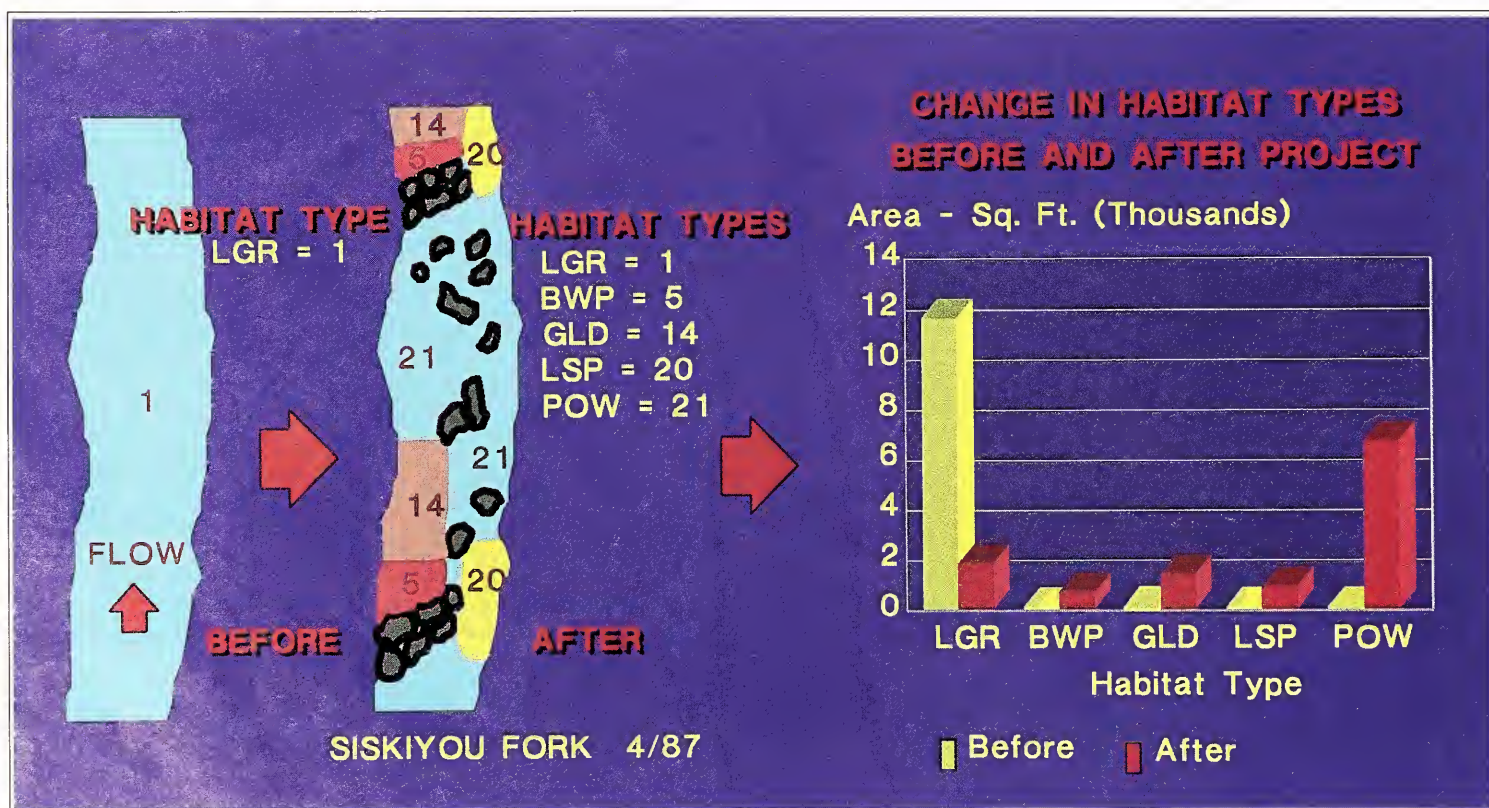 1
FLOW
BEFORE
HABITAT TYPE
LGR = 1
14
5
20
21
21
14
5
20
HABITAT TYPES
LGR = 1
BWP = 5
GLD = 14
LSP = 20
POW = 21
AFTER
SISKIYOU FORK 4/87
CHANGE IN HABITAT TYPES
BEFORE AND AFTER PROJECT
Area - Sq. Ft. (Thousands)
14
12
10
8
6
4
2
0
LGR BWP GLD LSP POW
Habitat Type
Before After